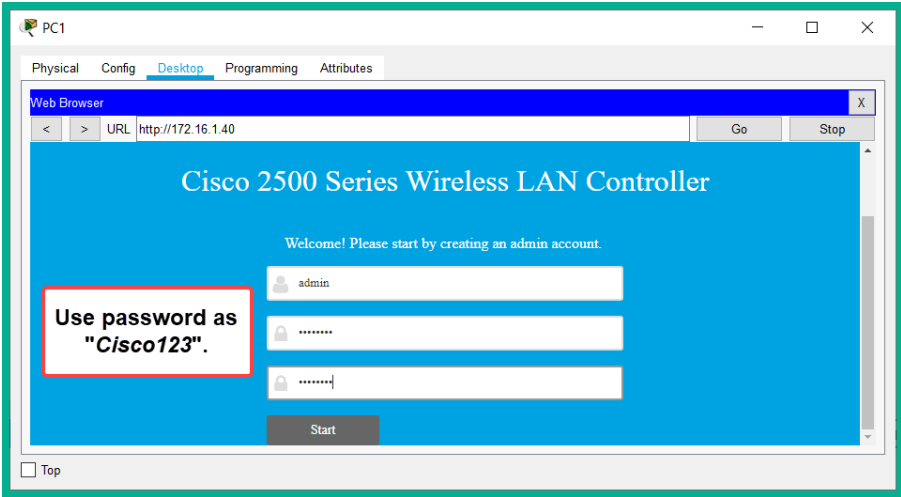 PC1
Physical Config Desktop Programming Attributes
Web Browser X
< > URL http://172.16.1.40 Go Stop
Cisco 2500 Series Wireless LAN Controller
Welcome! Please start by creating an admin account.
admin
Use password as
"Cisco123".
••••••••
••••••••
Start
Top